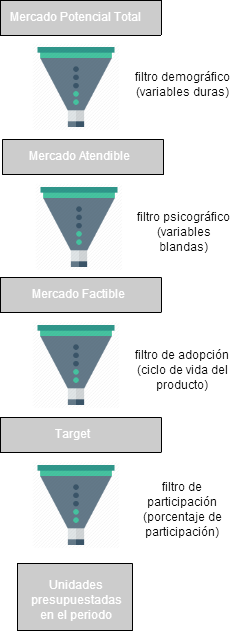 Mercado Potencial Total
filtro demográfico
(variables duras)
Mercado Atendible
filtro psicográfico
(variables
blandas)
Mercado Factible
filtro de adopción
(ciclo de vida del
producto)
Target
filtro de
participación
(porcentaje de
participación)
Unidades
presupuestadas
en el periodo